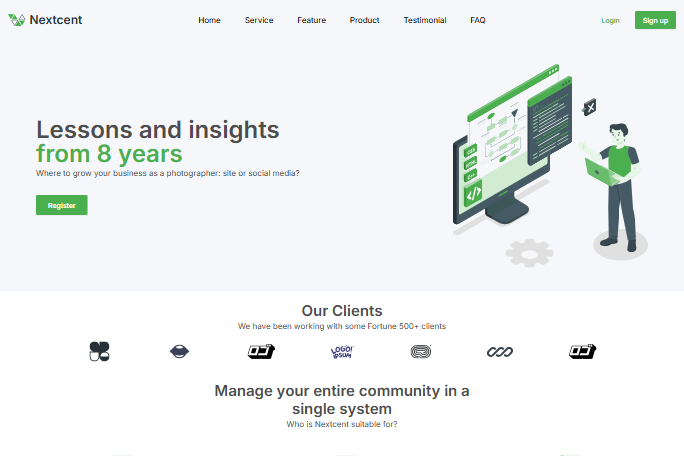 Nextcent
Home Service Feature Product Testimonial FAQ
Login Sign up
Lessons and insights
from 8 years
Where to grow your business as a photographer: site or social media?
Register
Our Clients
We have been working with some Fortune 500+ clients
LOGO!
IPSUM
Manage your entire community in a
single system
Who is Nextcent suitable for?